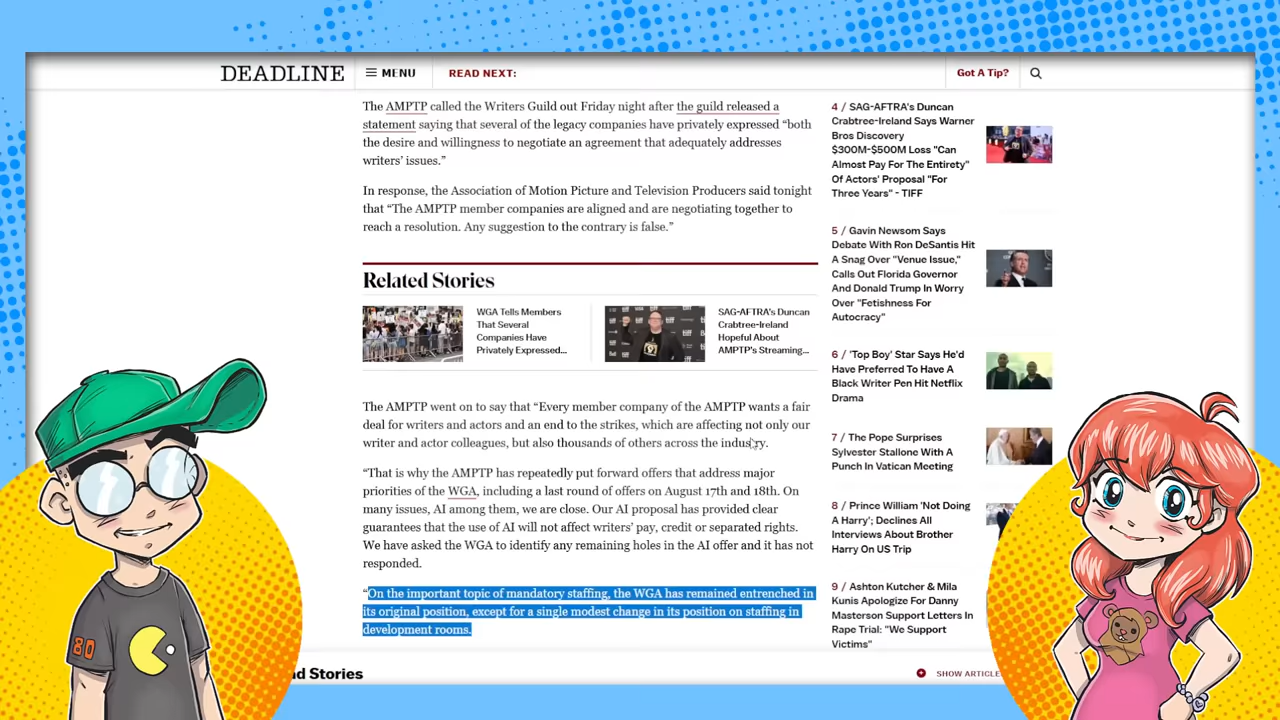 DEADLINE
MENU
READ NEXT:
Got A Tip?
The AMPTP called the Writers Guild out Friday night after the guild released a
statement saying that several of the legacy companies have privately expressed “both
the desire and willingness to negotiate an agreement that adequately addresses
writers’ issues.”
In response, the Association of Motion Picture and Television Producers said tonight
that “The AMPTP member companies are aligned and are negotiating together to
reach a resolution. Any suggestion to the contrary is false.”
Related Stories
WGA Tells Members
That Several
Companies Have
Privately Expressed...
SAG-AFTRA's Duncan
Crabtree-Ireland
Hopeful About
AMPTP's Streaming...
The AMPTP went on to say that “Every member company of the AMPTP wants a fair
deal for writers and actors and an end to the strikes, which are affecting not only our
writer and actor colleagues, but also thousands of others across the industry.
“That is why the AMPTP has repeatedly put forward offers that address major
priorities of the WGA, including a last round of offers on August 17th and 18th. On
many issues, AI among them, we are close. Our AI proposal has provided clear
guarantees that the use of AI will not affect writers’ pay, credit or separated rights.
We have asked the WGA to identify any remaining holes in the AI offer and it has not
responded.
“On the important topic of mandatory staffing, the WGA has remained entrenched in
its original position, except for a single modest change in its position on staffing in
development rooms.
4 / SAG-AFTRA's Duncan
Crabtree-Ireland Says Warner
Bros Discovery
$300M-$500M Loss "Can
Almost Pay For The Entirety"
Of Actors' Proposal "For
Three Years" - TIFF
5 / Gavin Newsom Says
Debate With Ron DeSantis Hit
A Snag Over "Venue Issue,"
Calls Out Florida Governor
And Donald Trump In Worry
Over "Fetishness For
Autocracy"
6 / 'Top Boy' Star Says He'd
Have Preferred To Have A
Black Writer Pen Hit Netflix
Drama
7 / The Pope Surprises
Sylvester Stallone With A
Punch In Vatican Meeting
8 / Prince William 'Not Doing
A Harry'; Declines All
Interviews About Brother
Harry On US Trip
9 / Ashton Kutcher & Mila
Kunis Apologize For Danny
Masterson Support Letters In
Rape Trial: "We Support
Victims"
Stories
SHOW ARTICLE
80